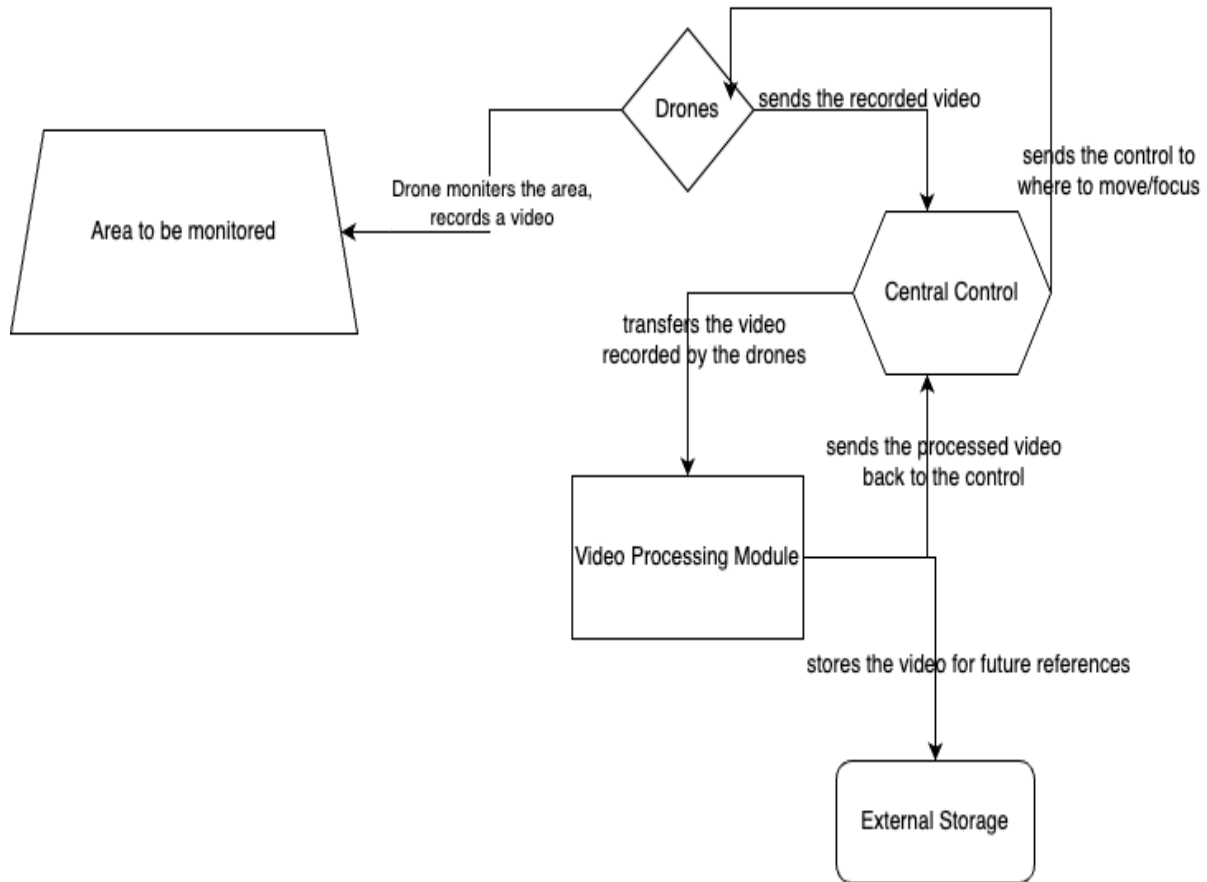 Drones
sends the recorded video
sends the control to
where to move/focus
Drone moniters the area,
records a video
Area to be monitored
Central Control
transfers the video
recorded by the drones
sends the processed video
back to the control
Video Processing Module
stores the video for future references
External Storage